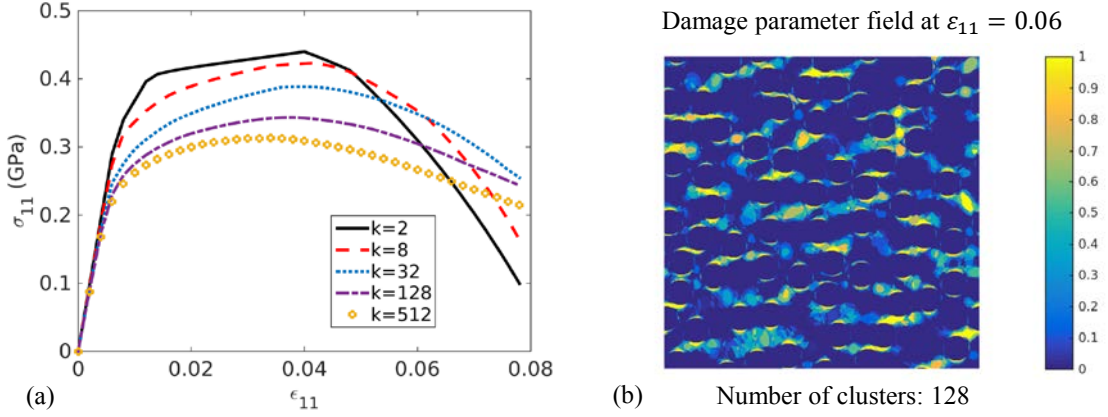 0.5
0.4
0.3
0.2
0.1
0
0
0.02
0.04
0.06
0.08
σ11 (GPa)
ϵ11
k=2
k=8
k=32
k=128
k=512
(a)
Damage parameter field at ε11 = 0.06
1
0.9
0.8
0.7
0.6
0.5
0.4
0.3
0.2
0.1
0
(b)
Number of clusters: 128